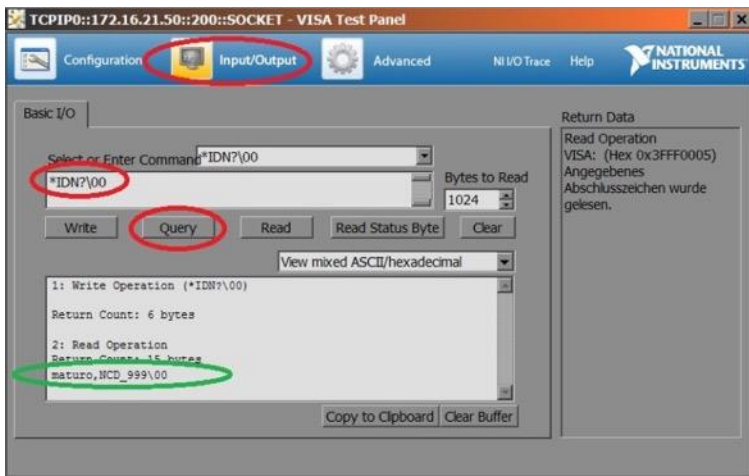 TCPIP0::172.16.21.50::200::SOCKET - VISA Test Panel
Configuration Input/Output Advanced NI I/O Trace Help NATIONAL INSTRUMENTS
Basic I/O
Select or Enter Command *IDN?\00
*IDN?\00
Bytes to Read
1024
Write Query Read Read Status Byte Clear
View mixed ASCII/hexadecimal
1: Write Operation (*IDN?\00)
Return Count: 6 bytes
2: Read Operation
Return Count: 15 bytes
maturo,NCD_999\00
Copy to Clipboard Clear Buffer
Return Data
Read Operation
VISA: (Hex 0x3FFF0005)
Angegebenes
Abschlusszeichen wurde
gelesen.